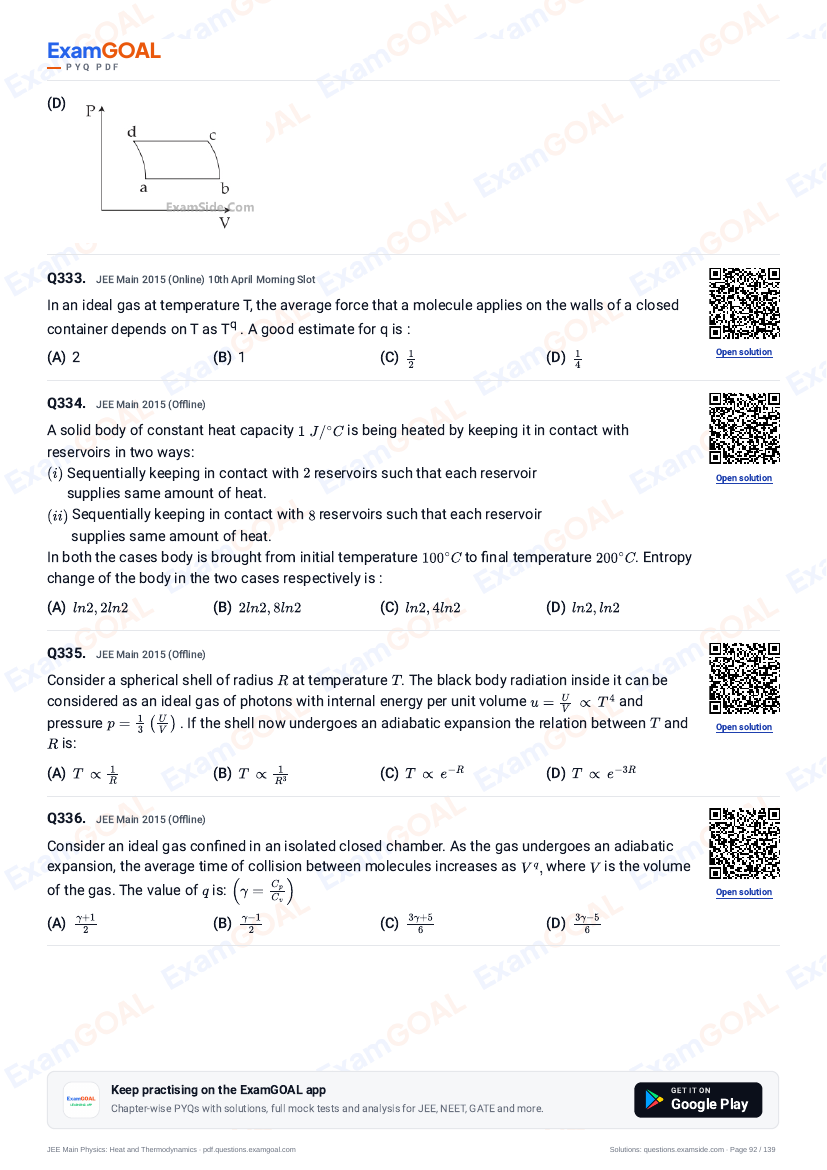 ExamGOAL
PYQ PDF
(D)
P
d
c
a
b
ExamSide.Com
V
Q333. JEE Main 2015 (Online) 10th April Morning Slot
In an ideal gas at temperature T, the average force that a molecule applies on the walls of a closed
container depends on T as T^q . A good estimate for q is :
(A) 2 (B) 1 (C) 1/2 (D) 1/4
Open solution
Q334. JEE Main 2015 (Offline)
A solid body of constant heat capacity 1 J/°C is being heated by keeping it in contact with
reservoirs in two ways:
(i) Sequentially keeping in contact with 2 reservoirs such that each reservoir
supplies same amount of heat.
(ii) Sequentially keeping in contact with 8 reservoirs such that each reservoir
supplies same amount of heat.
In both the cases body is brought from initial temperature 100°C to final temperature 200°C. Entropy
change of the body in the two cases respectively is :
(A) ln2, 2ln2 (B) 2ln2, 8ln2 (C) ln2, 4ln2 (D) ln2, ln2
Open solution
Q335. JEE Main 2015 (Offline)
Consider a spherical shell of radius R at temperature T. The black body radiation inside it can be
considered as an ideal gas of photons with internal energy per unit volume u = U/V ∝ T^4 and
pressure p = 1/3 (U/V) . If the shell now undergoes an adiabatic expansion the relation between T and
R is:
(A) T ∝ 1/R (B) T ∝ 1/R^3 (C) T ∝ e^−R (D) T ∝ e^−3R
Open solution
Q336. JEE Main 2015 (Offline)
Consider an ideal gas confined in an isolated closed chamber. As the gas undergoes an adiabatic
expansion, the average time of collision between molecules increases as V^q, where V is the volume
of the gas. The value of q is: (γ = C_p/C_v)
(A) γ+1/2 (B) γ−1/2 (C) 3γ+5/6 (D) 3γ−5/6
Open solution
Keep practising on the ExamGOAL app
Chapter-wise PYQs with solutions, full mock tests and analysis for JEE, NEET, GATE and more.
GET IT ON
Google Play
JEE Main Physics: Heat and Thermodynamics · pdf.questions.examgoal.com
Solutions: questions.examside.com · Page 92 / 139